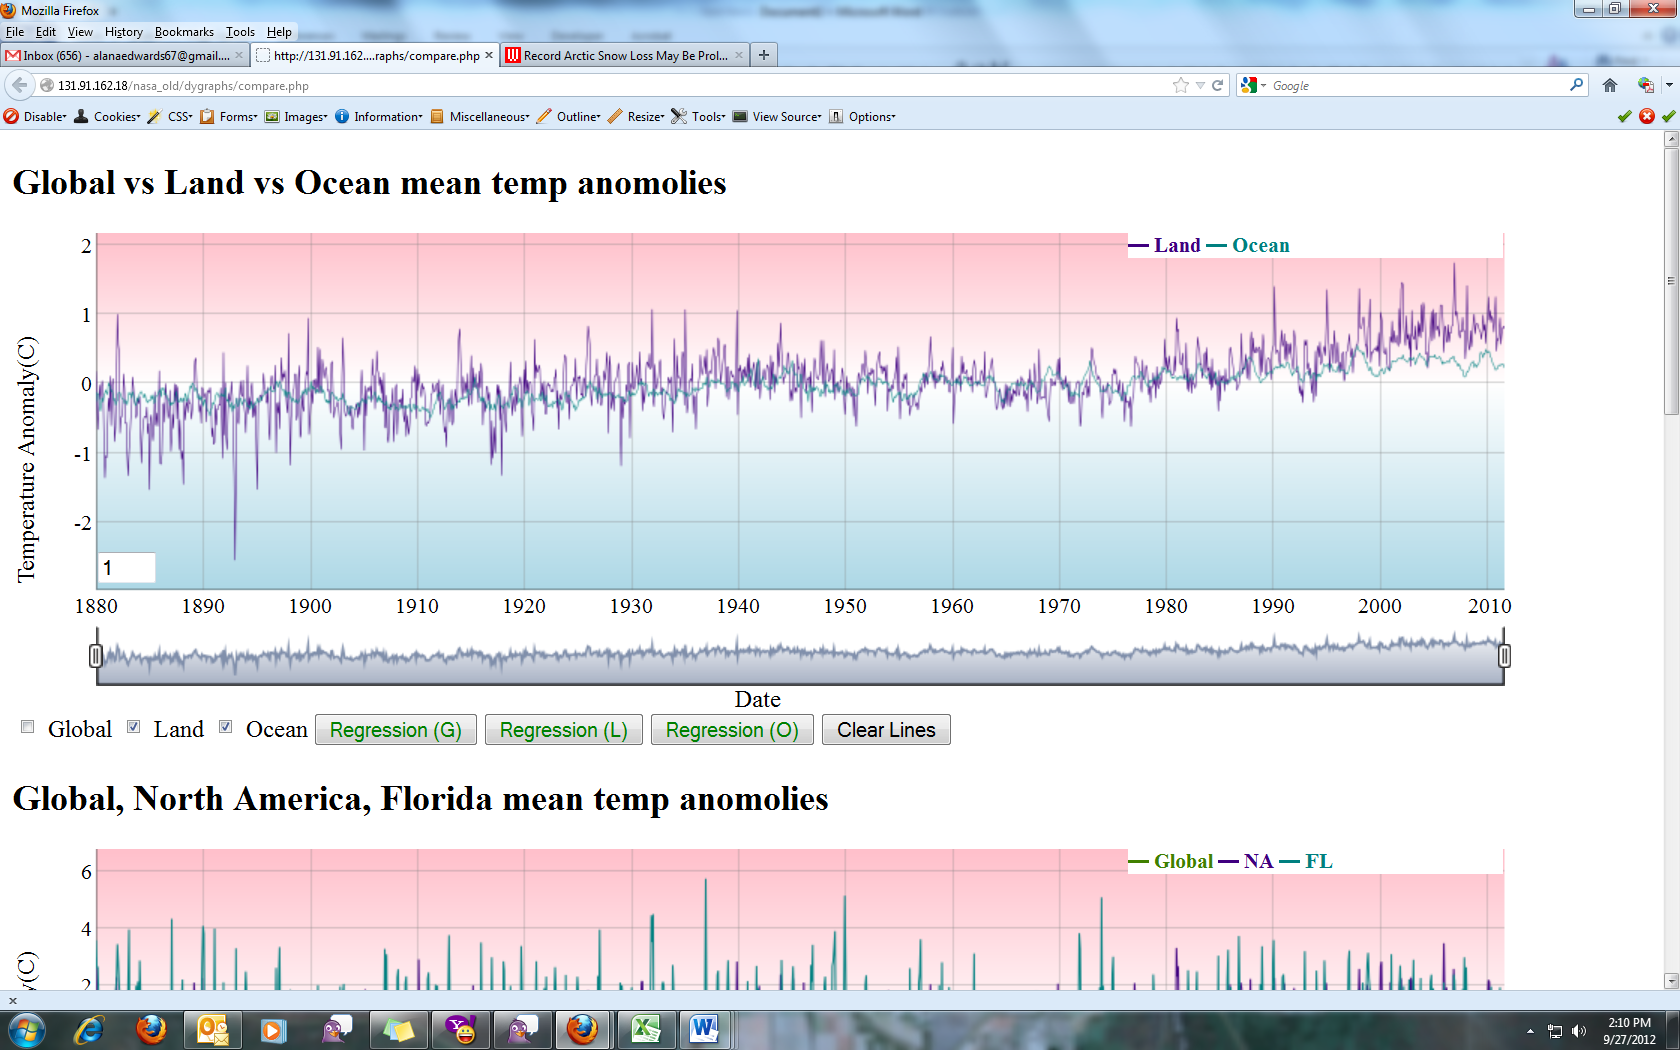 Mozilla Firefox
File Edit View History Bookmarks Tools Help
Inbox (656) - alanaedwards67@gmail.... http://131.91.162....raphs/compare.php Record Arctic Snow Loss May Be Prol...
131.91.162.18/nasa_old/dygraphs/compare.php Google
Disable Cookies CSS Forms Images Information Miscellaneous Outline Resize Tools View Source Options
Global vs Land vs Ocean mean temp anomolies
Land Ocean
2
1
0
-1
-2
Temperature Anomaly(C)
1
1880 1890 1900 1910 1920 1930 1940 1950 1960 1970 1980 1990 2000 2010
Date
Global Land Ocean Regression (G) Regression (L) Regression (O) Clear Lines
Global, North America, Florida mean temp anomolies
Global NA FL
6
4
2
y(C)
2:10 PM
9/27/2012